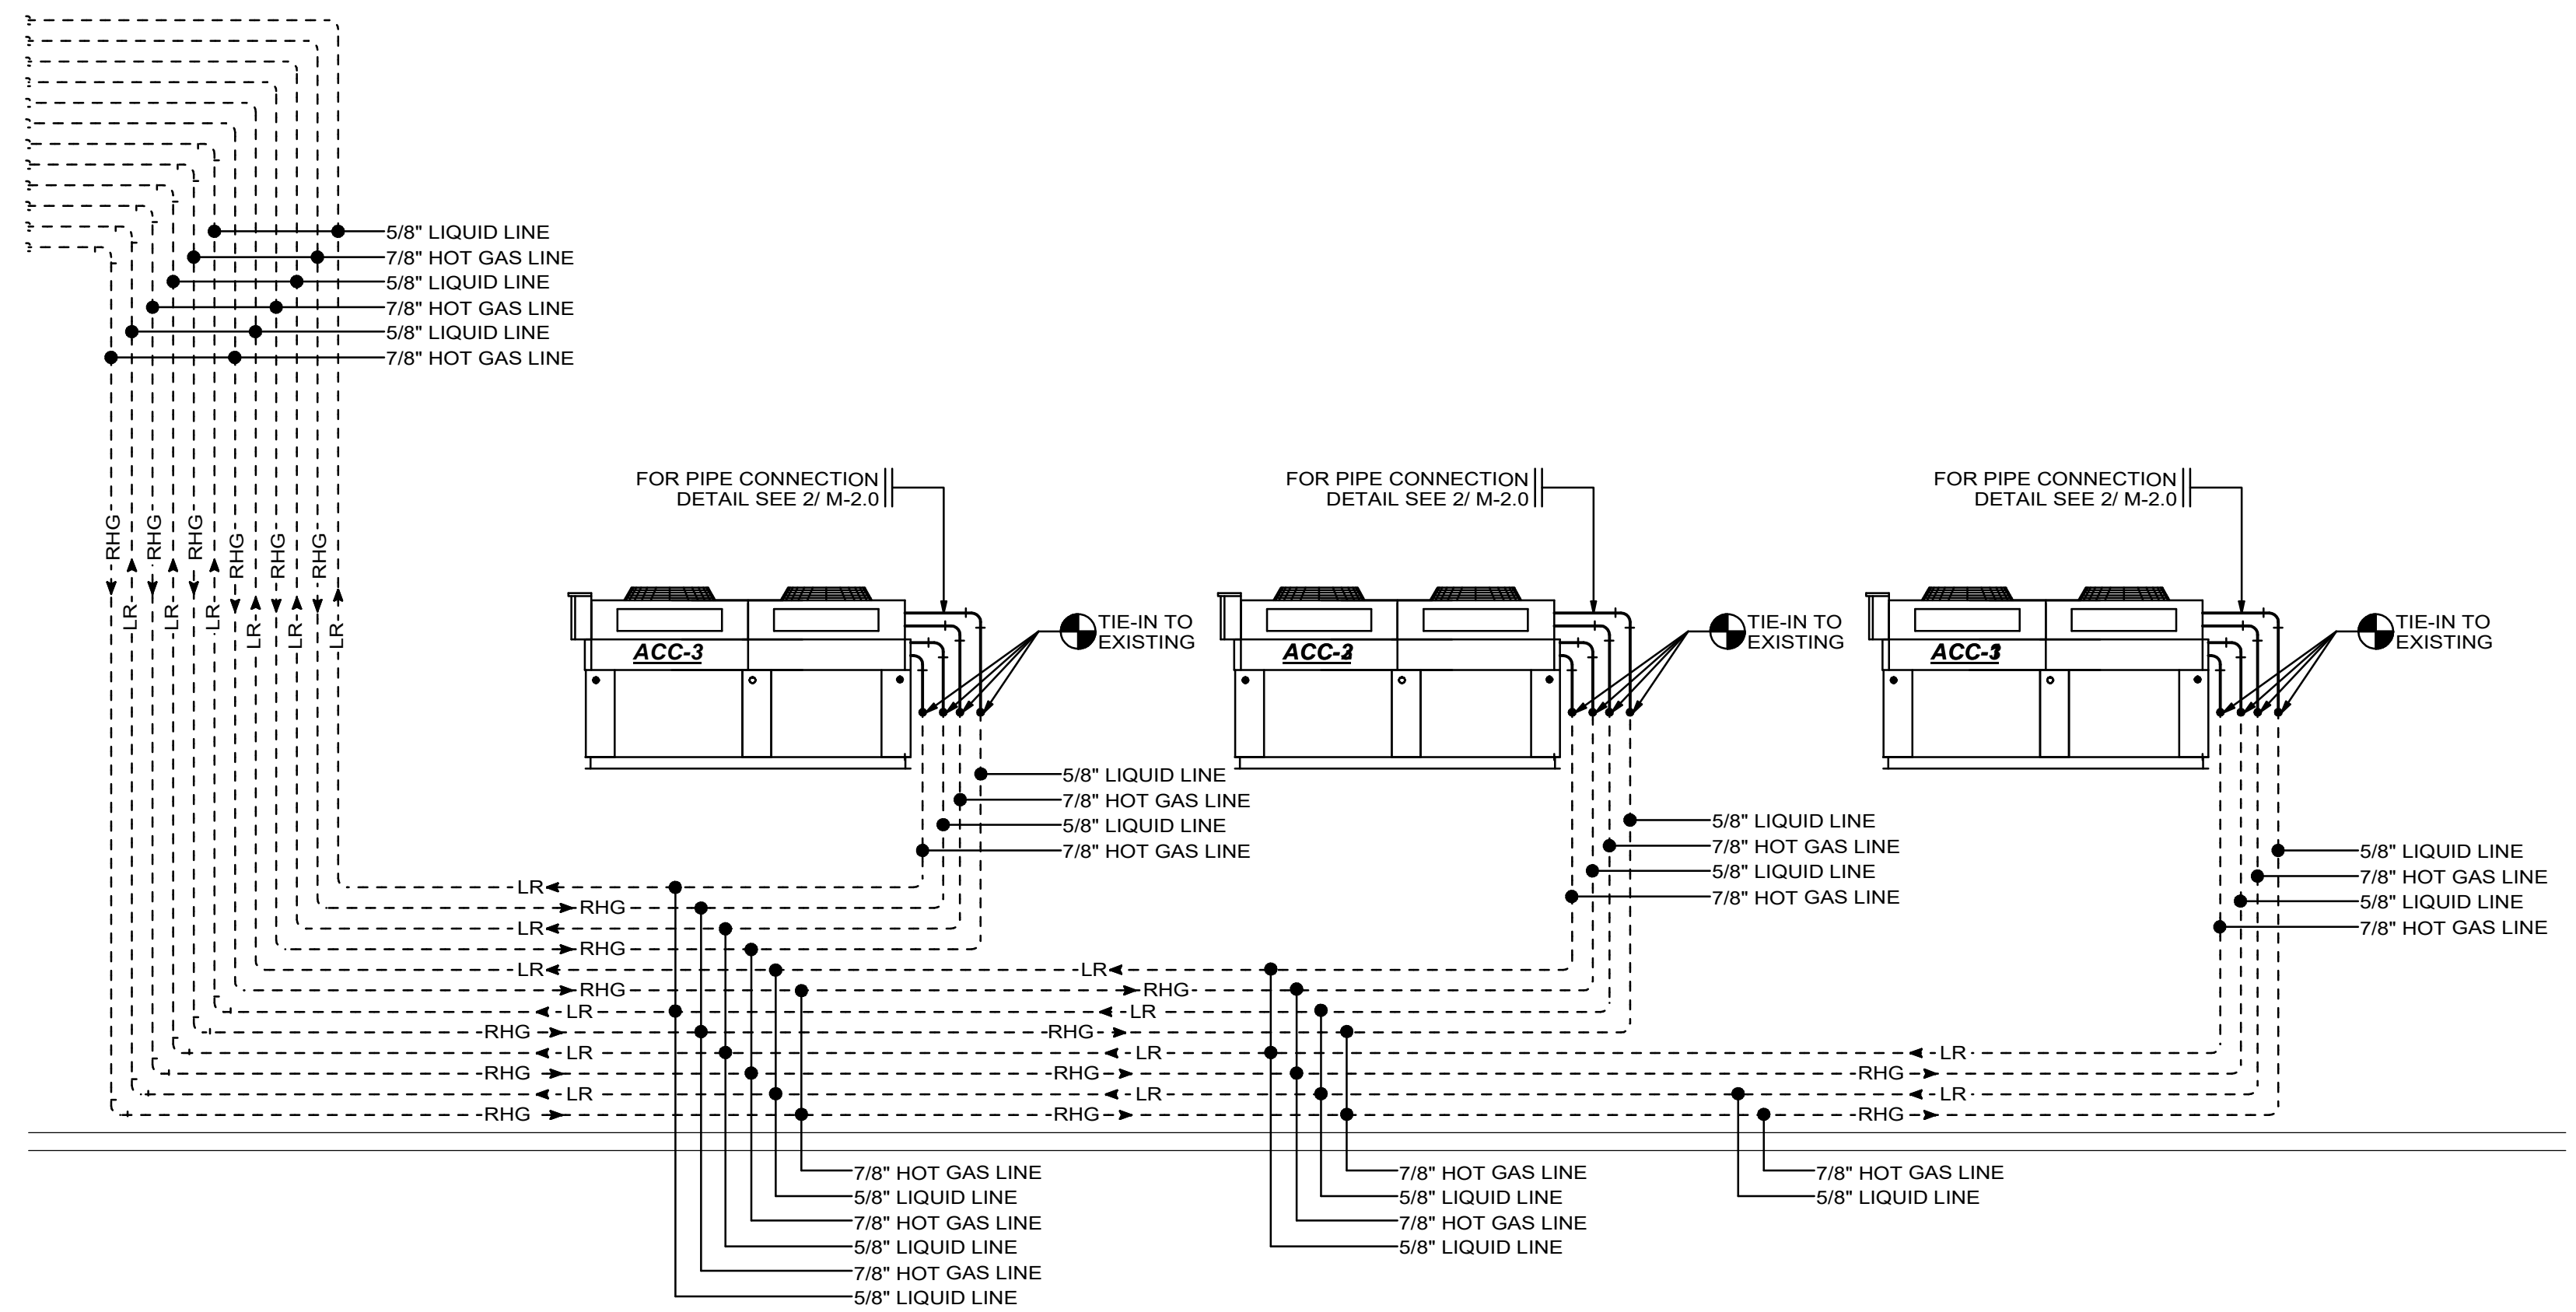 5/8" LIQUID LINE
7/8" HOT GAS LINE
5/8" LIQUID LINE
7/8" HOT GAS LINE
5/8" LIQUID LINE
7/8" HOT GAS LINE
FOR PIPE CONNECTION
DETAIL SEE 2/ M-2.0
FOR PIPE CONNECTION
DETAIL SEE 2/ M-2.0
FOR PIPE CONNECTION
DETAIL SEE 2/ M-2.0
RHG
RHG
RHG
RHG
RHG
RHG
LR
LR
LR
LR
LR
LR
TIE-IN TO
EXISTING
TIE-IN TO
EXISTING
TIE-IN TO
EXISTING
ACC-3
5/8" LIQUID LINE
7/8" HOT GAS LINE
5/8" LIQUID LINE
7/8" HOT GAS LINE
5/8" LIQUID LINE
7/8" HOT GAS LINE
5/8" LIQUID LINE
7/8" HOT GAS LINE
5/8" LIQUID LINE
7/8" HOT GAS LINE
5/8" LIQUID LINE
7/8" HOT GAS LINE
LR
RHG
LR
RHG
LR LR
RHG RHG
LR LR
RHG RHG
LR LR LR
RHG RHG RHG
LR LR LR
RHG RHG RHG
7/8" HOT GAS LINE
5/8" LIQUID LINE
7/8" HOT GAS LINE
5/8" LIQUID LINE
7/8" HOT GAS LINE
5/8" LIQUID LINE
7/8" HOT GAS LINE
5/8" LIQUID LINE
7/8" HOT GAS LINE
5/8" LIQUID LINE
7/8" HOT GAS LINE
5/8" LIQUID LINE